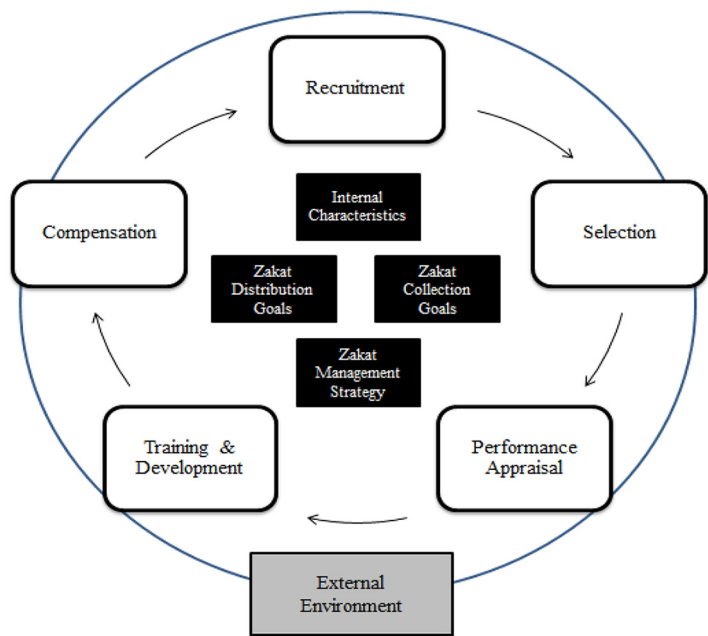 Recruitment
Internal
Characteristics
Compensation
Selection
Zakat
Distribution
Goals
Zakat
Collection
Goals
Zakat
Management
Strategy
Training & 
Development
Performance
Appraisal
External
Environment